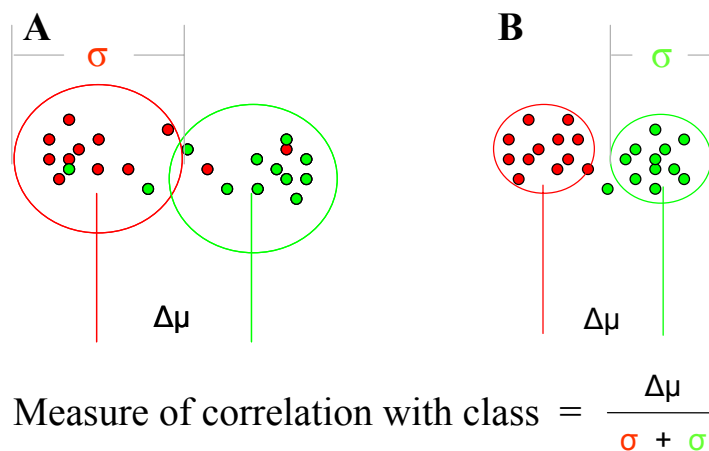 A
B
σ
σ
Δμ
Δμ
Measure of correlation with class = Δμ / σ + σ